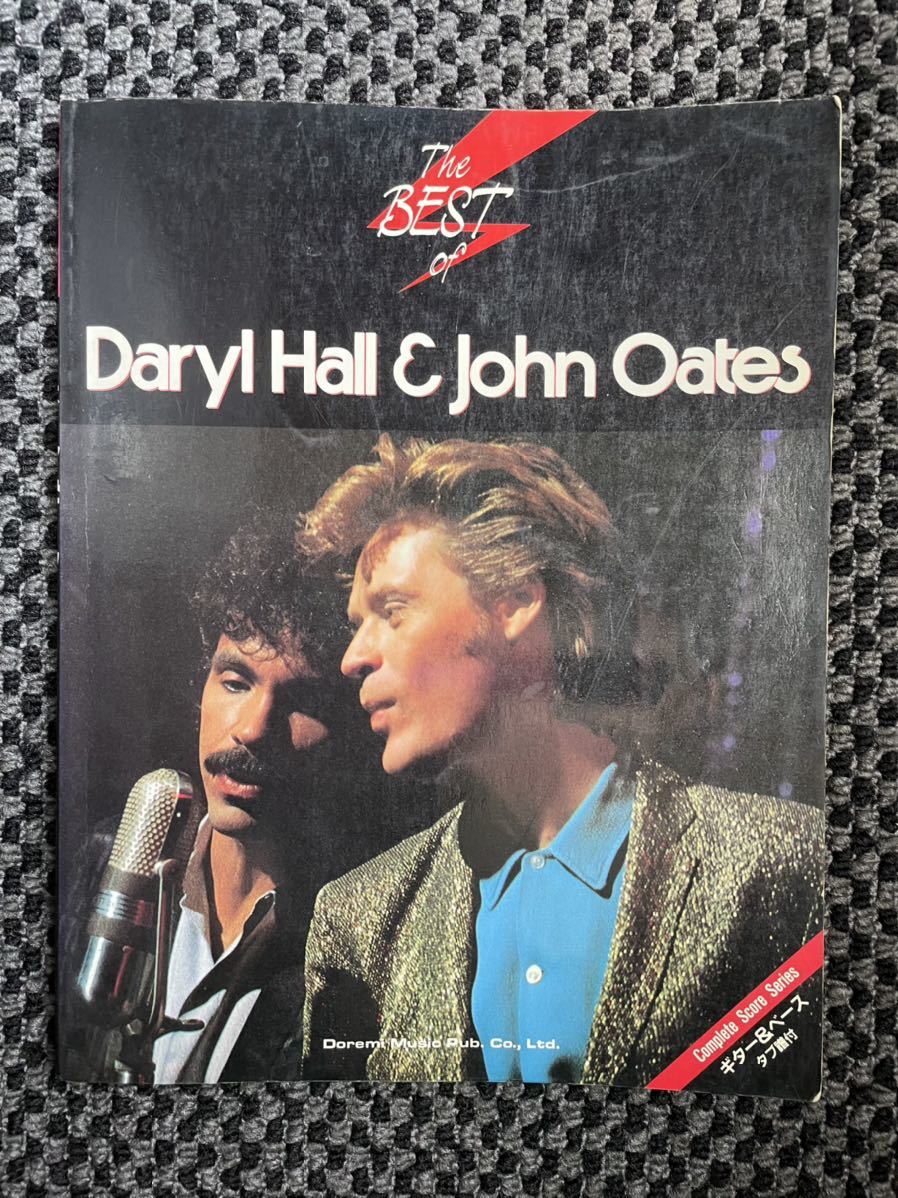 The
BEST
of
Daryl Hall & John Oates
Doremi Music Pub. Co., Ltd.
Complete Score Series
ギター&ベース
タブ譜付